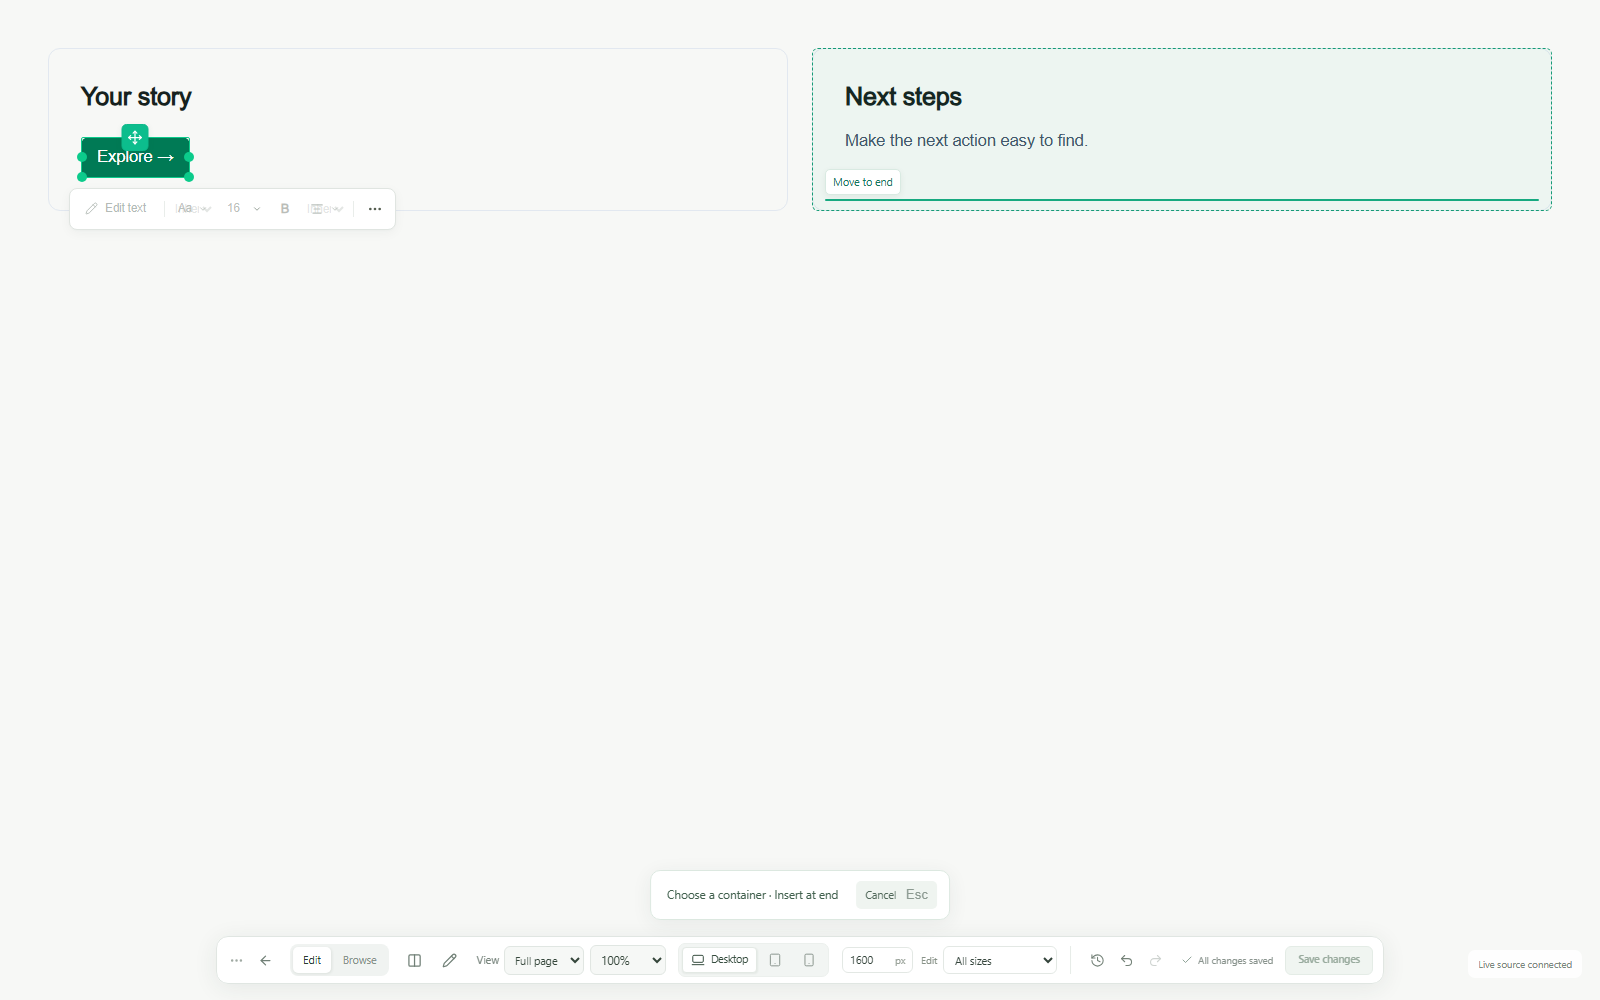 Your story
Explore →
Edit text Aa 16 B
Next steps
Make the next action easy to find.
Move to end
Choose a container · Insert at end Cancel Esc
Edit Browse View Full page 100% Desktop 1600 px Edit All sizes All changes saved Save changes
Live source connected